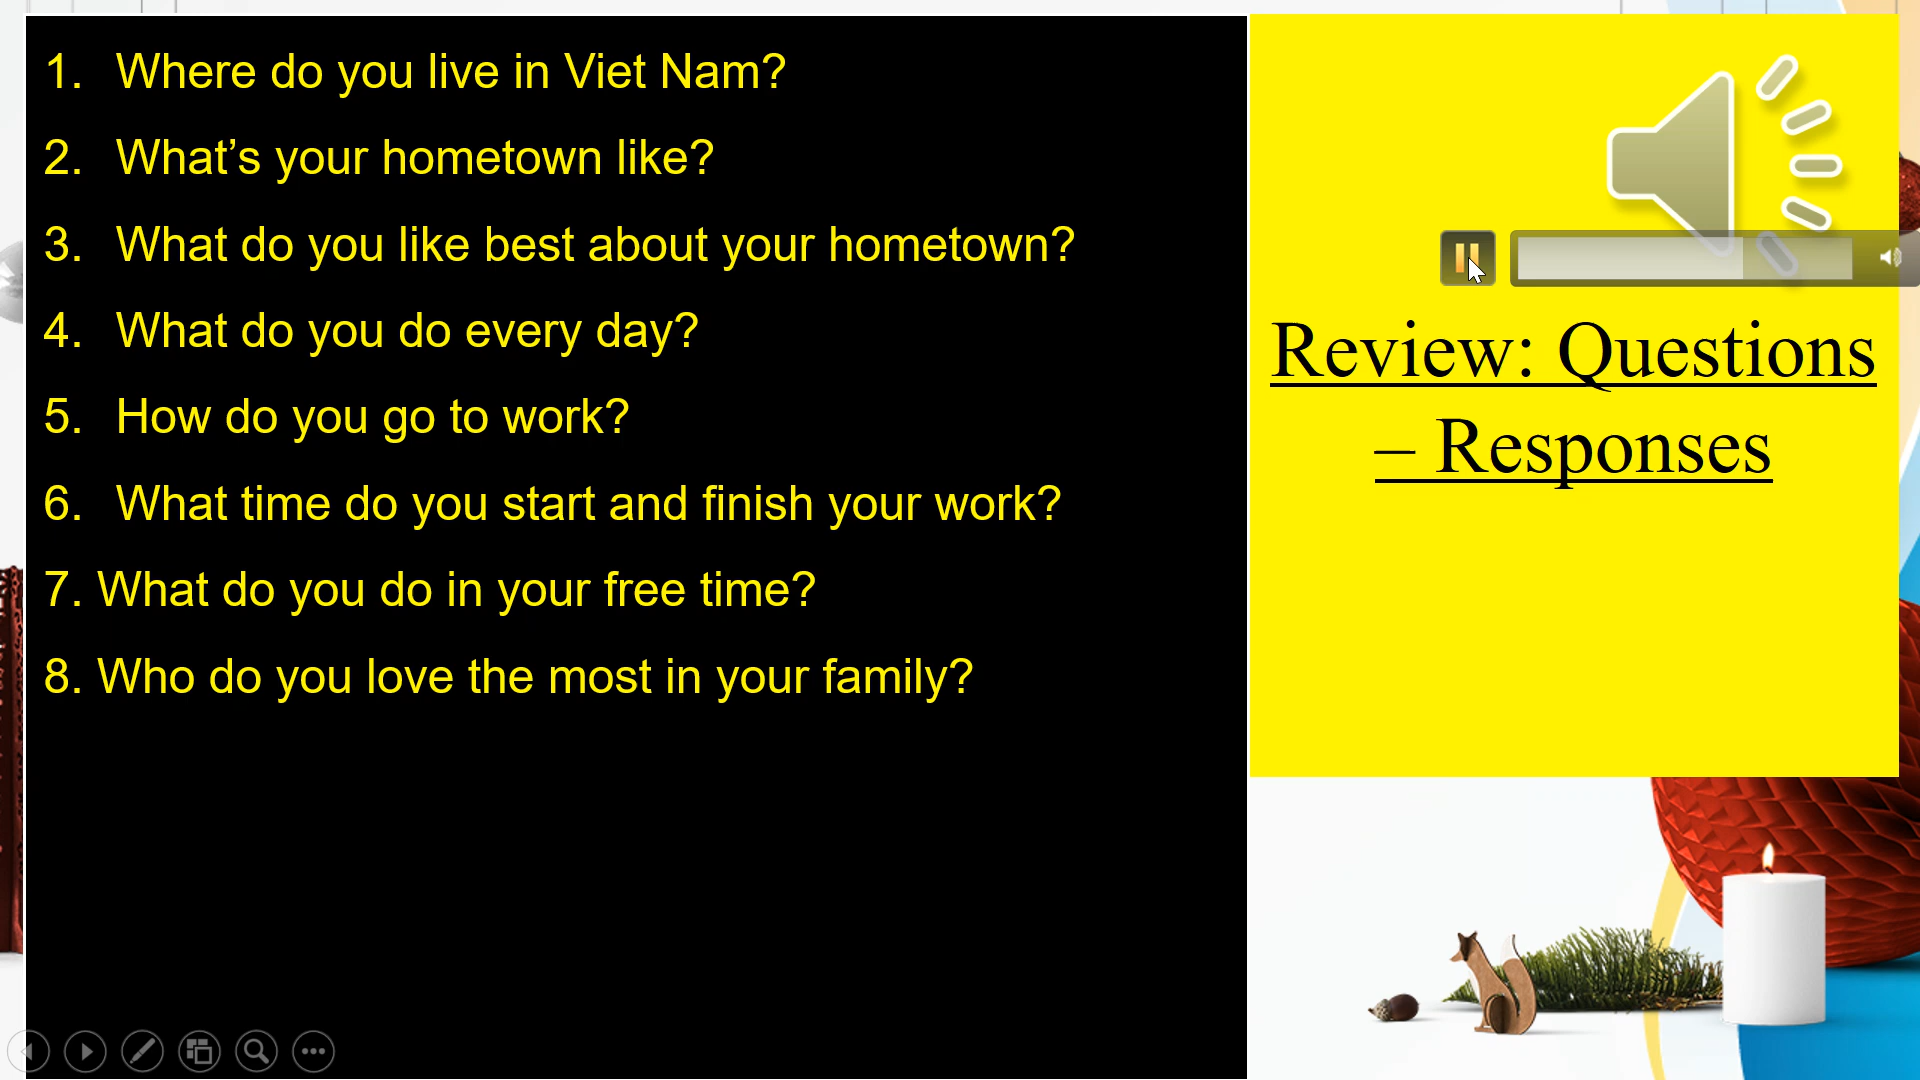 1. Where do you live in Viet Nam?
2. What’s your hometown like?
3. What do you like best about your hometown?
4. What do you do every day?
5. How do you go to work?
6. What time do you start and finish your work?
7. What do you do in your free time?
8. Who do you love the most in your family?
Review: Questions
– Responses